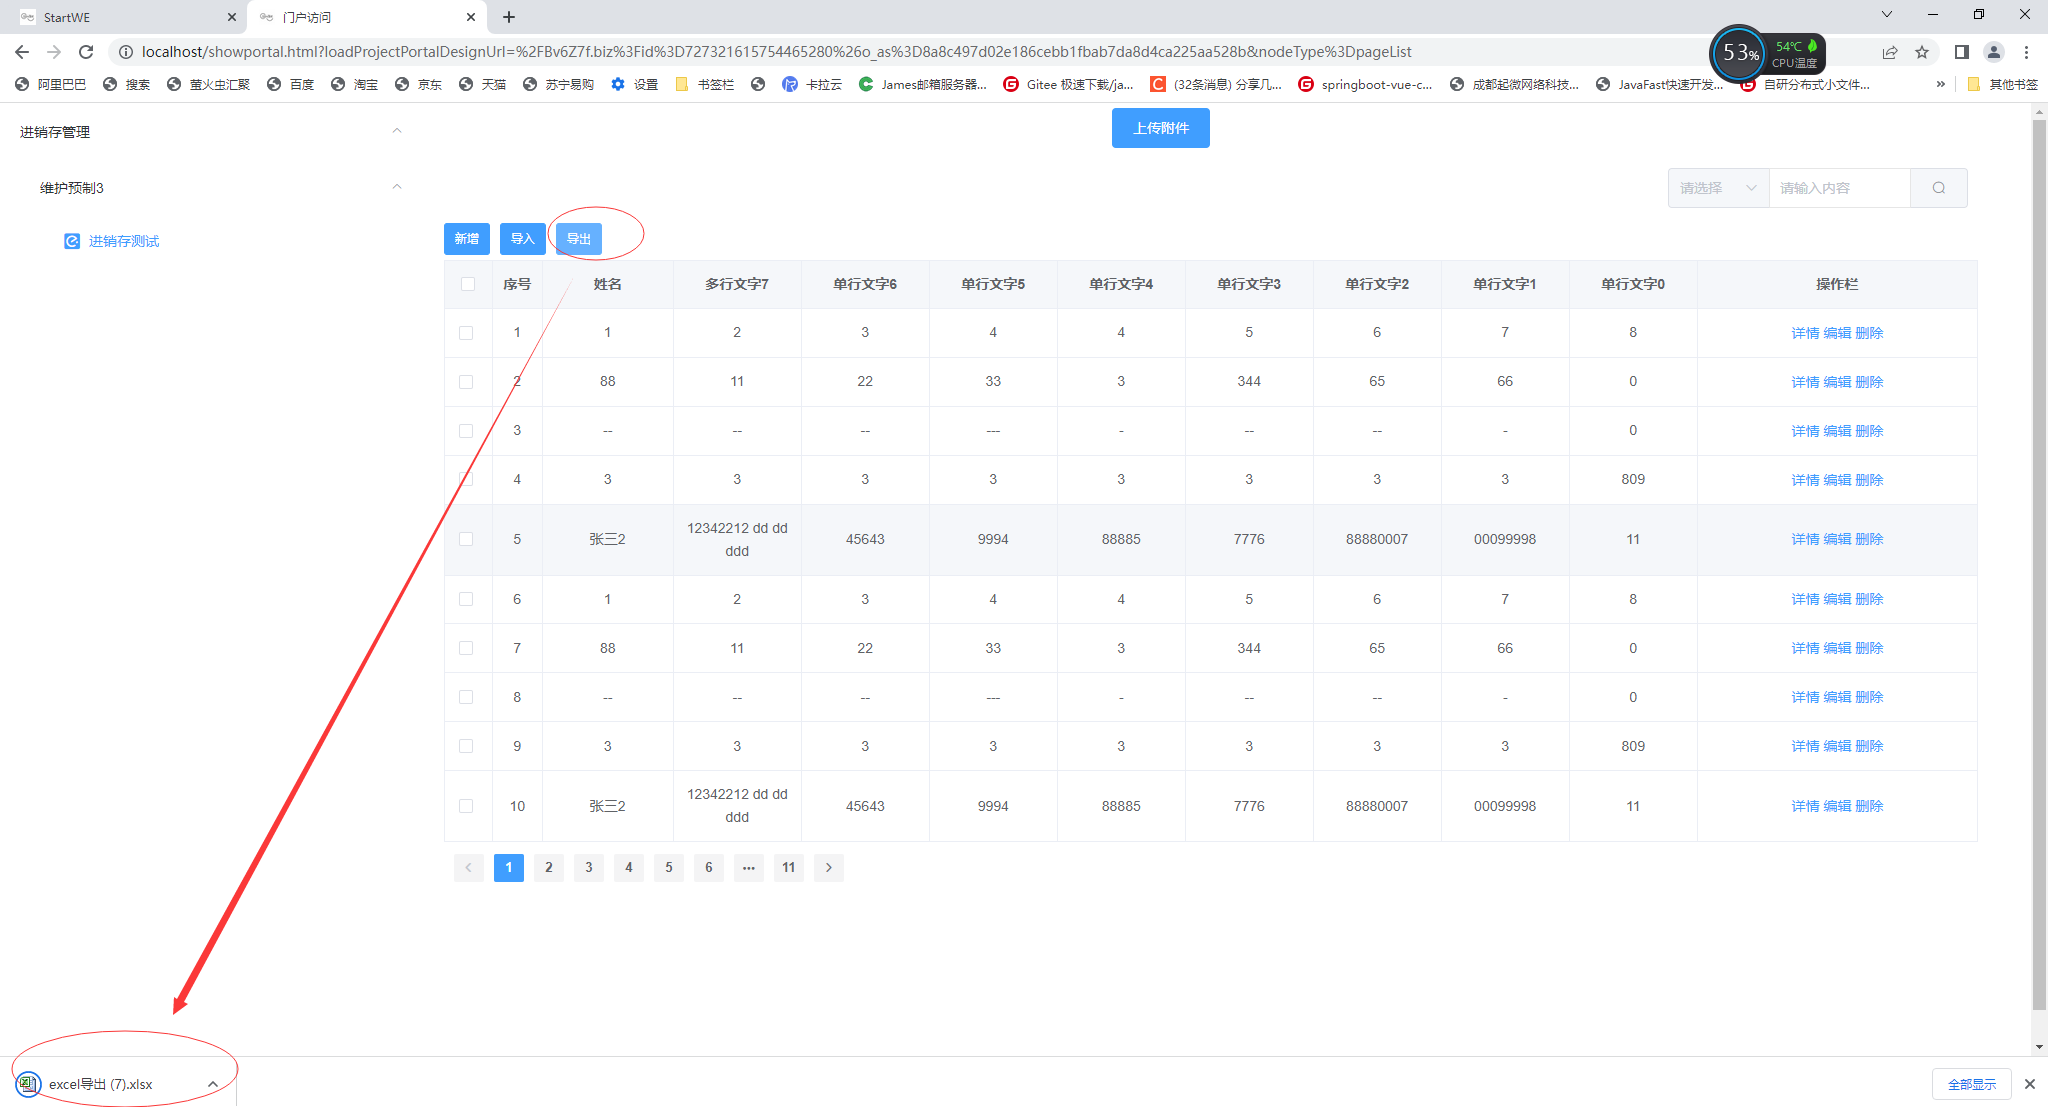 StartWE
门户访问
localhost/showportal.html?loadProjectPortalDesignUrl=%2FBv6Z7f.biz%3Fid%3D727321615754465280%26o_as%3D8a8c497d02e186cebb1fbab7da8d4ca225aa528b&nodeType%3DpageList
53%
54℃
CPU温度
阿里巴巴 搜索 萤火虫汇聚 百度 淘宝 京东 天猫 苏宁易购 设置 书签栏 卡拉云 James邮箱服务器... Gitee 极速下载/ja... (32条消息) 分享几... springboot-vue-c... 成都起微网络科技... JavaFast快速开发... 自研分布式小文件... » 其他书签
进销存管理
上传附件
维护预制3
请选择 请输入内容
进销存测试
新增 导入 导出
序号 姓名 多行文字7 单行文字6 单行文字5 单行文字4 单行文字3 单行文字2 单行文字1 单行文字0 操作栏
1 1 2 3 4 4 5 6 7 8 详情 编辑 删除
2 88 11 22 33 3 344 65 66 0 详情 编辑 删除
3 -- -- -- --- - -- -- - 0 详情 编辑 删除
4 3 3 3 3 3 3 3 3 809 详情 编辑 删除
5 张三2 12342212 dd dd ddd 45643 9994 88885 7776 88880007 00099998 11 详情 编辑 删除
6 1 2 3 4 4 5 6 7 8 详情 编辑 删除
7 88 11 22 33 3 344 65 66 0 详情 编辑 删除
8 -- -- -- --- - -- -- - 0 详情 编辑 删除
9 3 3 3 3 3 3 3 3 809 详情 编辑 删除
10 张三2 12342212 dd dd ddd 45643 9994 88885 7776 88880007 00099998 11 详情 编辑 删除
1 2 3 4 5 6 ••• 11
excel导出 (7).xlsx
全部显示